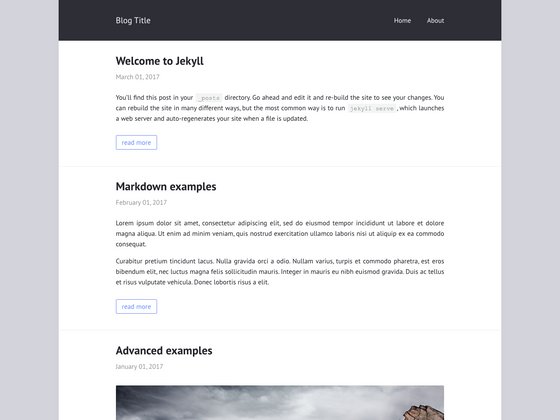 Blog Title
Home About
Welcome to Jekyll
March 01, 2017
You'll find this post in your _posts directory. Go ahead and edit it and re-build the site to see your changes. You
can rebuild the site in many different ways, but the most common way is to run jekyll serve, which launches
a web server and auto-regenerates your site when a file is updated.
read more
Markdown examples
February 01, 2017
Lorem ipsum dolor sit amet, consectetur adipiscing elit, sed do eiusmod tempor incididunt ut labore et dolore
magna aliqua. Ut enim ad minim veniam, quis nostrud exercitation ullamco laboris nisi ut aliquip ex ea commodo
consequat.
Curabitur pretium tincidunt lacus. Nulla gravida orci a odio. Nullam varius, turpis et commodo pharetra, est eros
bibendum elit, nec luctus magna felis sollicitudin mauris. Integer in mauris eu nibh euismod gravida. Duis ac tellus
et risus vulputate vehicula. Donec lobortis risus a elit.
read more
Advanced examples
January 01, 2017